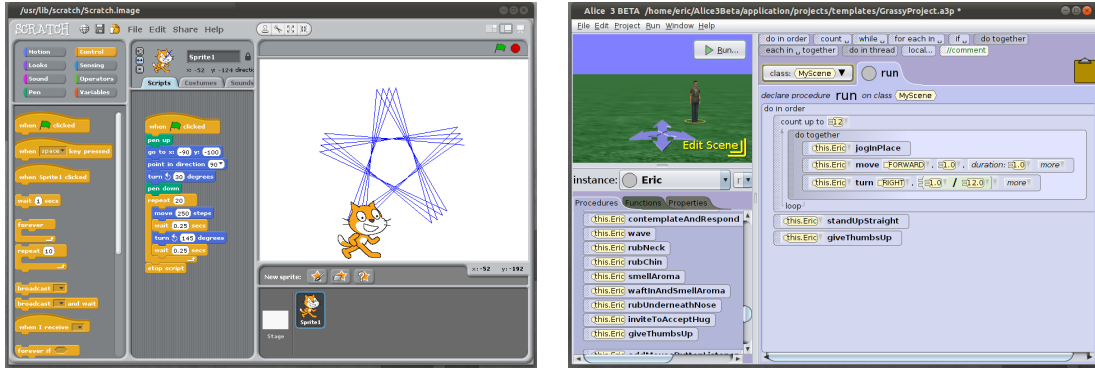 /usr/lib/scratch/Scratch.image
SCRATCH File Edit Share Help
Motion Control
Looks Sensing
Sound Operators
Pen Variables
Sprite1
x: -52 y: -124 directi
Scripts Costumes Sounds
when clicked
when space key pressed
when Sprite1 clicked
wait 1 secs
forever
repeat 10
broadcast
broadcast and wait
when I receive
forever if
when clicked
pen up
go to x: -90 y: -100
point in direction 90
turn 30 degrees
pen down
repeat 20
move 250 steps
wait 0.25 secs
turn 145 degrees
wait 0.25 secs
stop script
x: -52 y: -192
New sprite:
Stage
Sprite1
Alice 3 BETA /home/eric/Alice3Beta/application/projects/templates/GrassyProject.a3p *
File Edit Project Run Window Help
Run...
Edit Scene
instance: Eric
Procedures Functions Properties
this.Eric contemplateAndRespond
this.Eric wave
this.Eric rubNeck
this.Eric rubChin
this.Eric smellAroma
this.Eric waftInAndSmellAroma
this.Eric rubUnderneathNose
this.Eric inviteToAcceptHug
this.Eric giveThumbsUp
this.Eric addMouseButtonListener
do in order count while for each in if do together
each in together do in thread local... //comment
class: MyScene run
declare procedure run on class MyScene
do in order
count up to 12
do together
this.Eric jogInPlace
this.Eric move FORWARD , 1.0 , duration: 1.0 more
this.Eric turn RIGHT , 1.0 / 12.0 more
loop
this.Eric standUpStraight
this.Eric giveThumbsUp